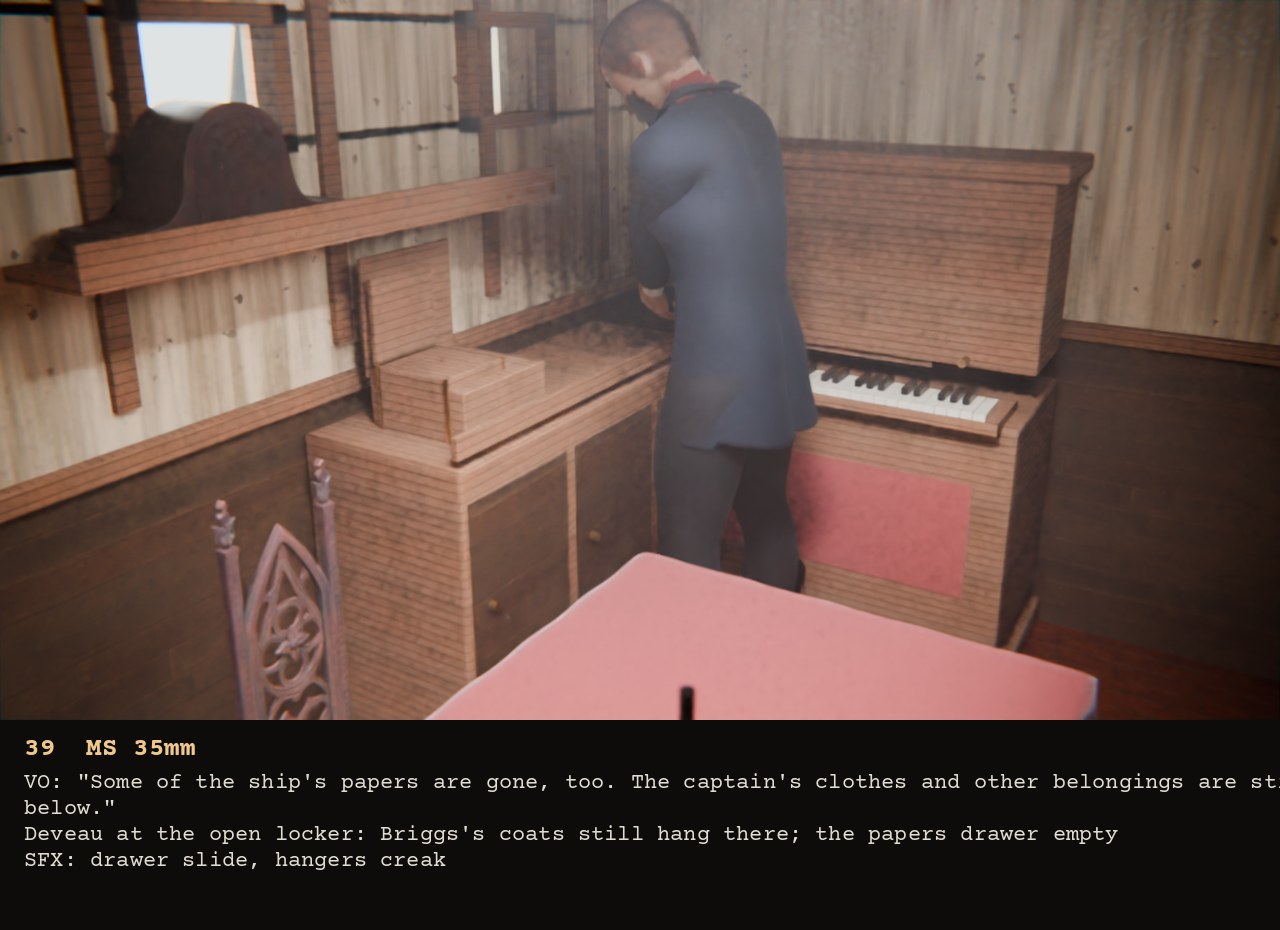 39  MS 35mm
VO: "Some of the ship's papers are gone, too. The captain's clothes and other belongings are
below."
Deveau at the open locker: Briggs's coats still hang there; the papers drawer empty
SFX: drawer slide, hangers creak